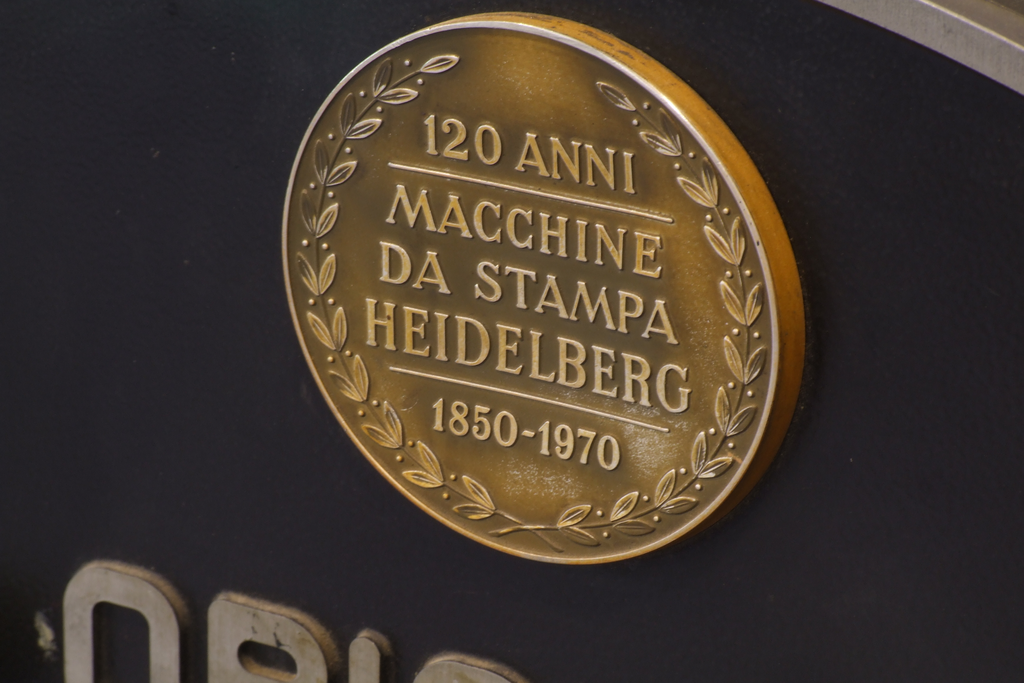 120 ANNI
MACCHINE
DA STAMPA
HEIDELBERG
1850-1970